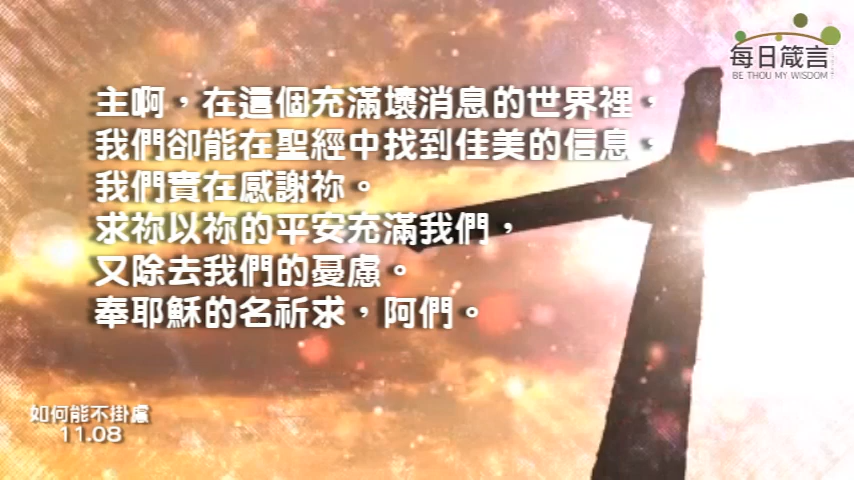 每日箴言
BE THOU MY WISDOM
主啊，在這個充滿壞消息的世界裡，
我們卻能在聖經中找到佳美的信息，
我們實在感謝祢。
求祢以祢的平安充滿我們，
又除去我們的憂慮。
奉耶穌的名祈求，阿們。
如何能不掛慮
11.08